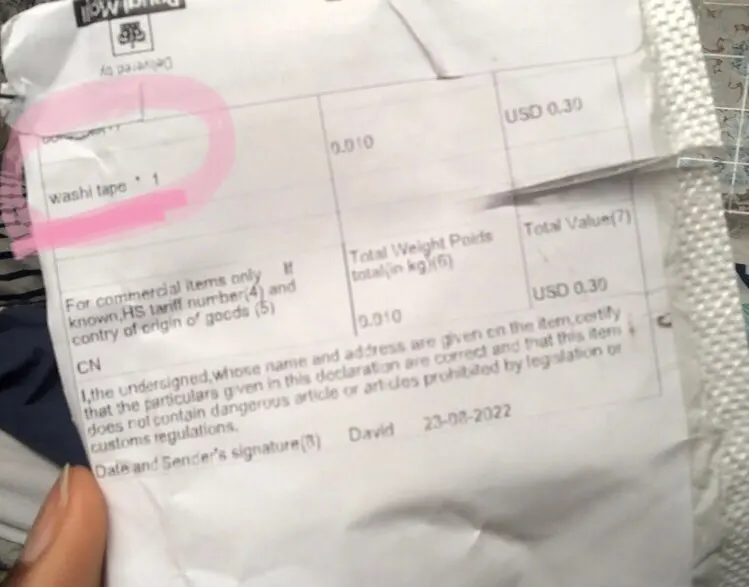 Delivered by
washi tape * 1
0.010
USD 0.30
For commercial items only If
known,HS tariff number(4) and
contry of origin of goods (5)
CN
Total Weight Poids
total(in kg)(6)
0.010
Total Value(7)
USD 0.30
I,the undersigned,whose name and address are given on the item,certify
that the particulars given in this declaration are correct and that this item
does not contain dangerous article or articles prohibited by legislation or
customs regulations.
Date and Sender's signature(8) David 23-08-2022